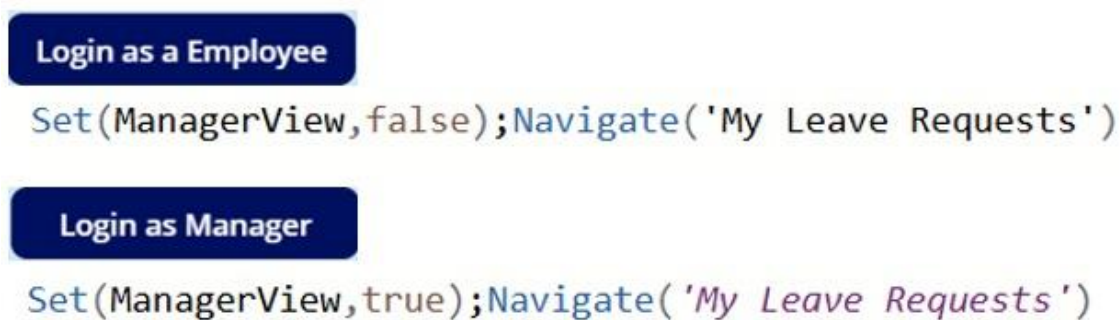 Login as a Employee
Set(ManagerView,false);Navigate('My Leave Requests')
Login as Manager
Set(ManagerView,true);Navigate('My Leave Requests')